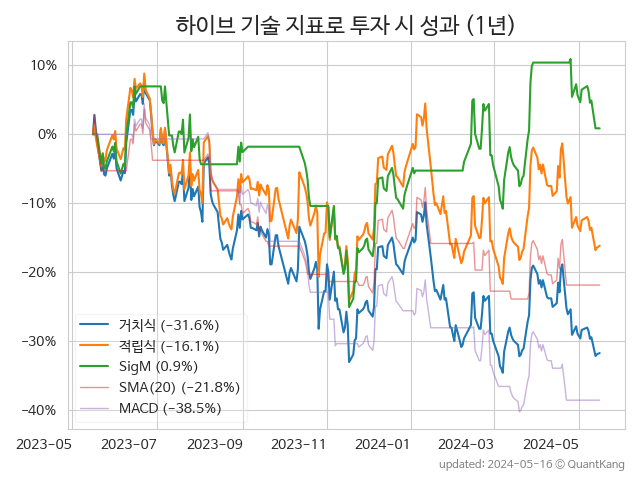 하이브 기술 지표로 투자 시 성과 (1년)
10%
0%
−10%
−20%
−30%
−40%
거치식 (−31.6%)
적립식 (−16.1%)
SigM (0.9%)
SMA(20) (−21.8%)
MACD (−38.5%)
2023-05 2023-07 2023-09 2023-11 2024-01 2024-03 2024-05
updated: 2024-05-16 © QuantKang